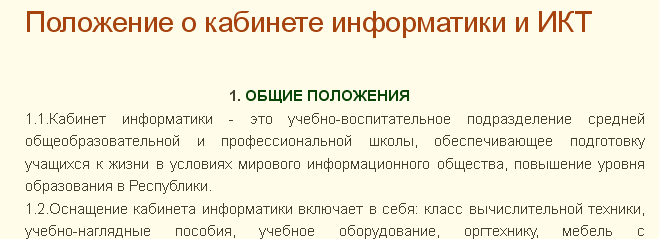 Положение о кабинете информатики и ИКТ
1. ОБЩИЕ ПОЛОЖЕНИЯ
1.1.Кабинет информатики - это учебно-воспитательное подразделение средней
общеобразовательной и профессиональной школы, обеспечивающее подготовку
учащихся к жизни в условиях мирового информационного общества, повышение уровня
образования в Республики.
1.2.Оснащение кабинета информатики включает в себя: класс вычислительной техники,
учебно-наглядные пособия, учебное оборудование, оргтехнику, мебель с